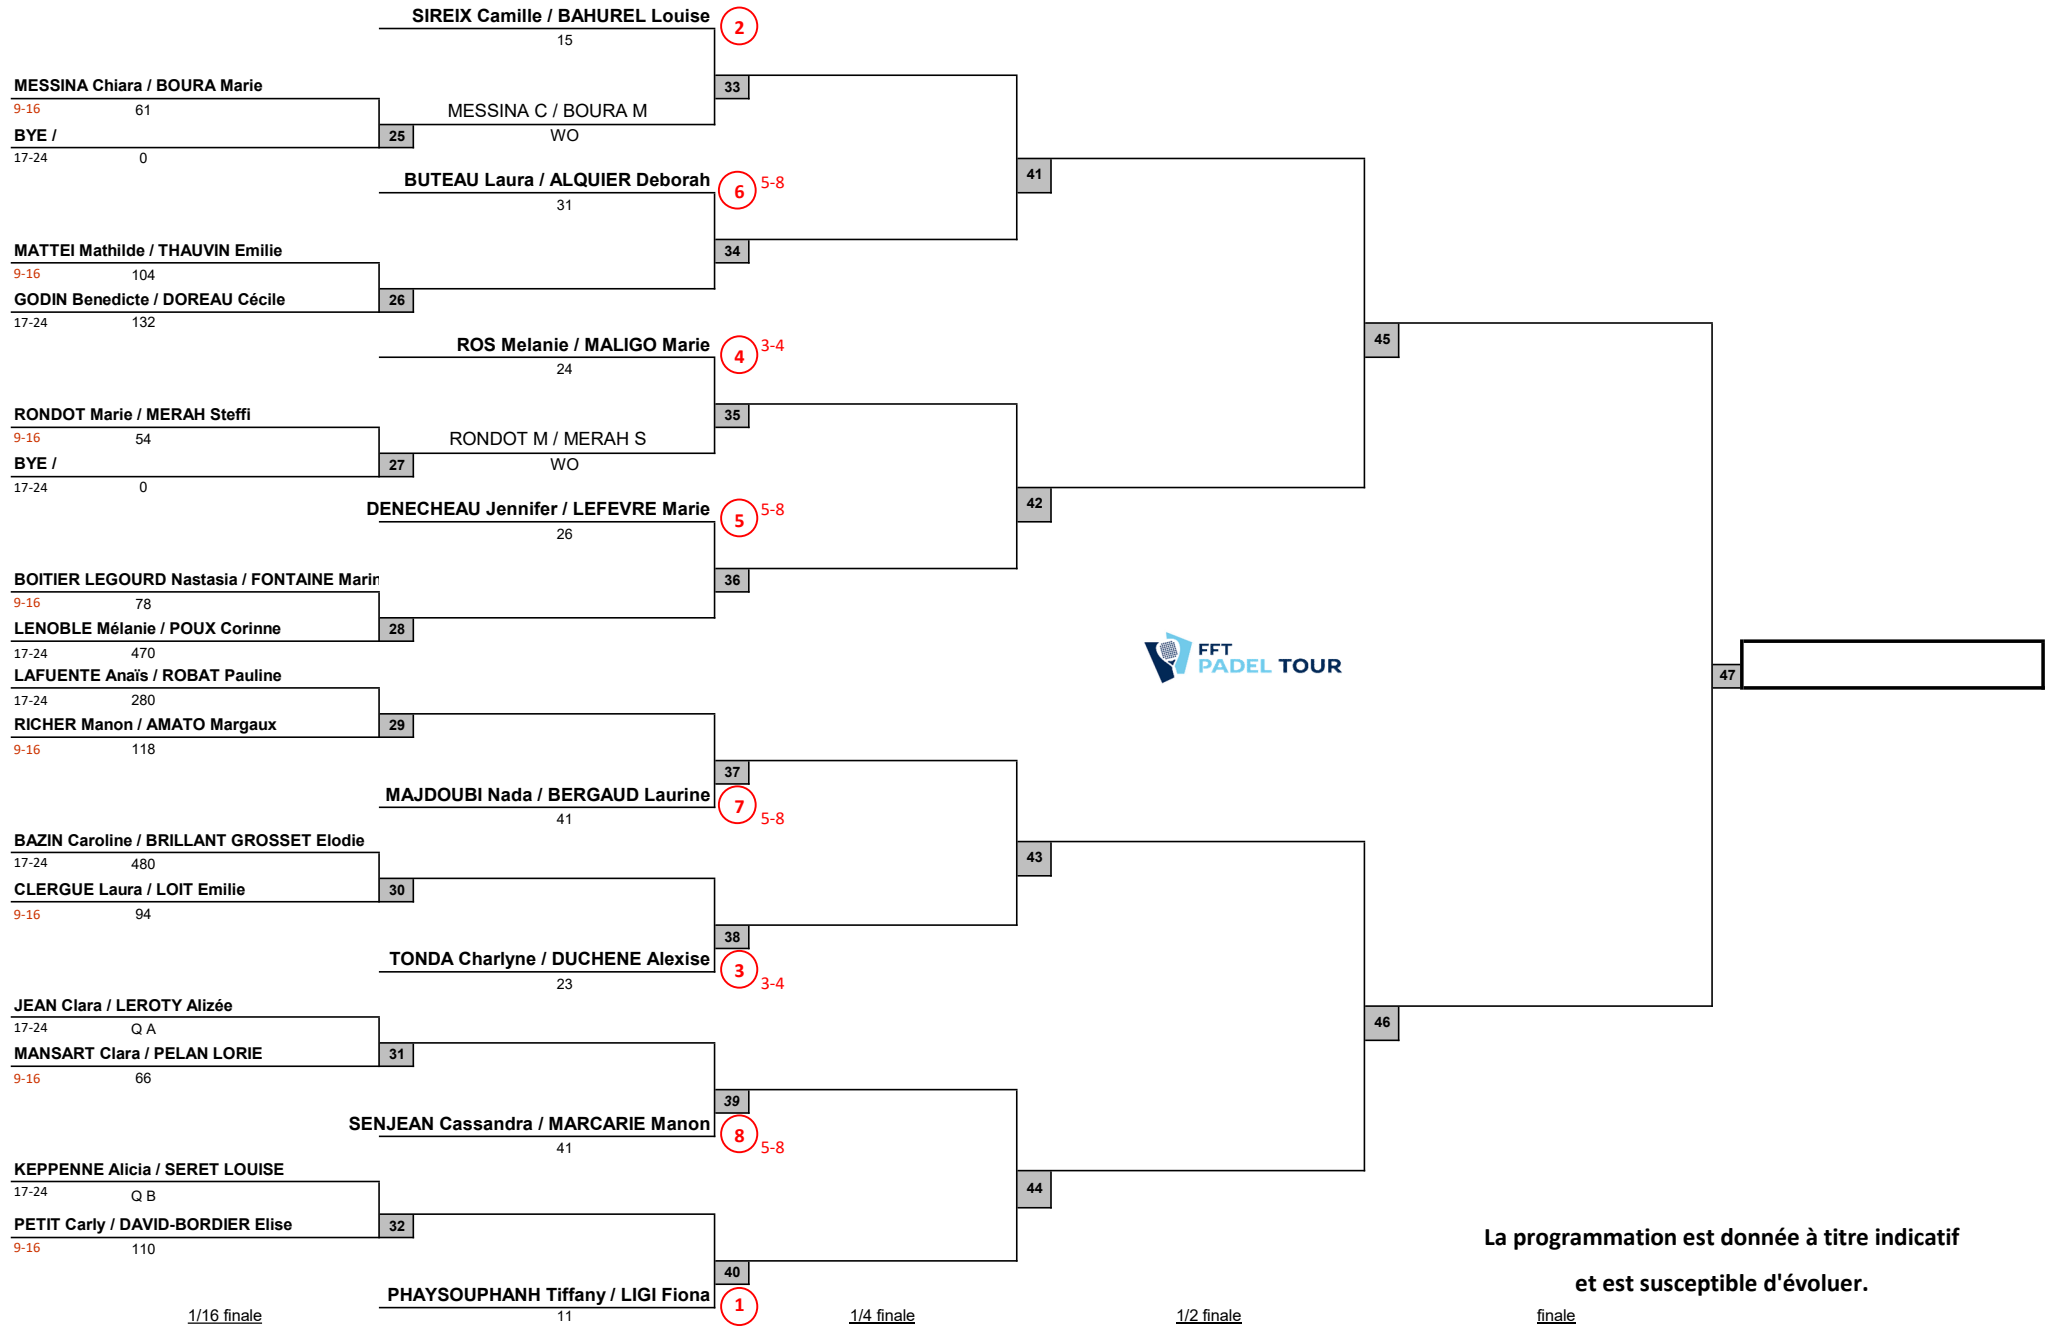 SIREIX Camille / BAHUREL Louise 2
15
MESSINA Chiara / BOURA Marie
33
9-16 61
MESSINA C / BOURA M
BYE /
25
WO
17-24 0
BUTEAU Laura / ALQUIER Deborah 6 5-8
41
31
MATTEI Mathilde / THAUVIN Emilie
34
9-16 104
GODIN Benedicte / DOREAU Cécile
26
17-24 132
ROS Melanie / MALIGO Marie 4 3-4
45
24
RONDOT Marie / MERAH Steffi
35
9-16 54
RONDOT M / MERAH S
BYE /
27
WO
17-24 0
42
DENECHEAU Jennifer / LEFEVRE Marie 5 5-8
26
BOITIER LEGOURD Nastasia / FONTAINE Marin
36
9-16 78
LENOBLE Mélanie / POUX Corinne
28
17-24 470
FFT
PADEL TOUR
LAFUENTE Anaïs / ROBAT Pauline
47
17-24 280
RICHER Manon / AMATO Margaux
29
9-16 118
37
MAJDOUBI Nada / BERGAUD Laurine 7 5-8
41
BAZIN Caroline / BRILLANT GROSSET Elodie
43
17-24 480
CLERGUE Laura / LOIT Emilie
30
9-16 94
38
TONDA Charlyne / DUCHENE Alexise 3 3-4
23
JEAN Clara / LEROTY Alizée
46
17-24 Q A
MANSART Clara / PELAN LORIE
31
9-16 66
39
SENJEAN Cassandra / MARCARIE Manon 8 5-8
41
KEPPENNE Alicia / SERET LOUISE
44
17-24 Q B
PETIT Carly / DAVID-BORDIER Elise
32
9-16 110
La programmation est donnée à titre indicatif
et est susceptible d'évoluer.
40
PHAYSOUPHANH Tiffany / LIGI Fiona 1
11
1/16 finale 1/4 finale 1/2 finale finale